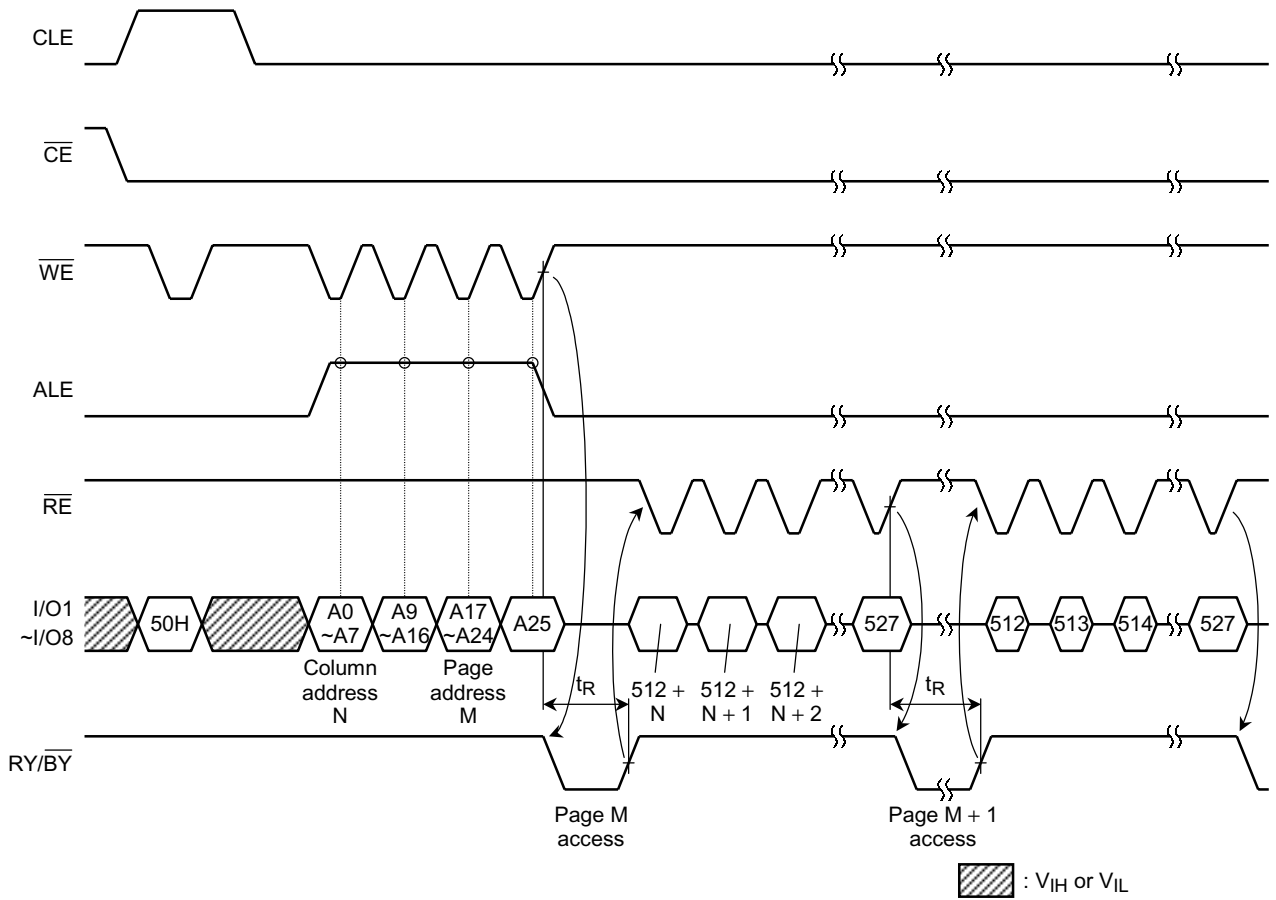 CLE
CE
WE
ALE
RE
I/O1
~I/O8
50H
A0
~A7
A9
~A16
A17
~A24
A25
527
512
513
514
527
Column
address
N
Page
address
M
tR
512 +
N
512 +
N + 1
512 +
N + 2
tR
RY/BY
Page M
access
Page M + 1
access
: VIH or VIL